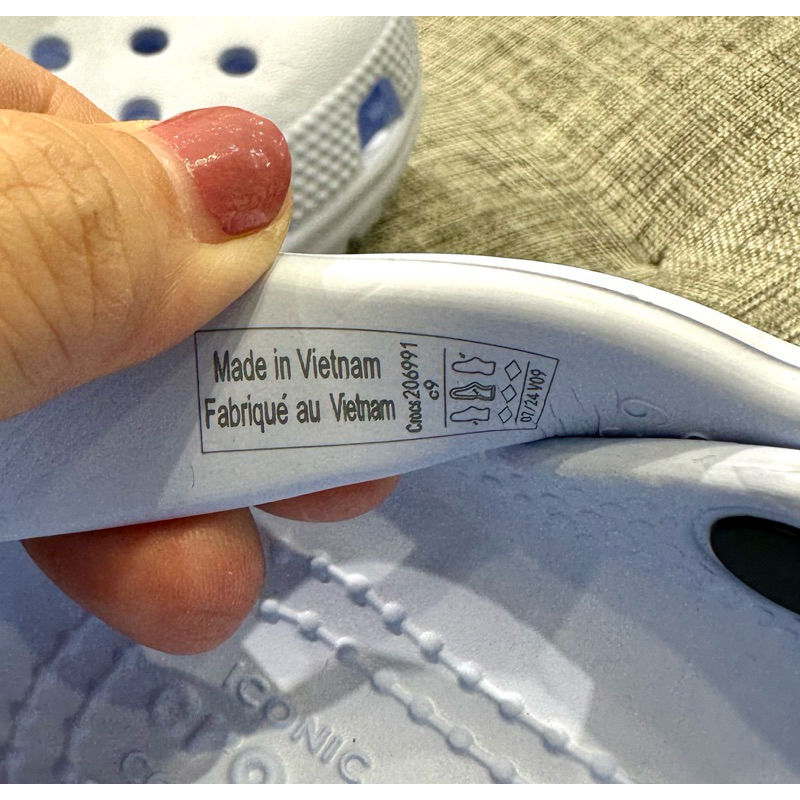 Made in Vietnam
Fabriqué au Vietnam
Crocs 206991
c9
07/24 V09
ICONIC